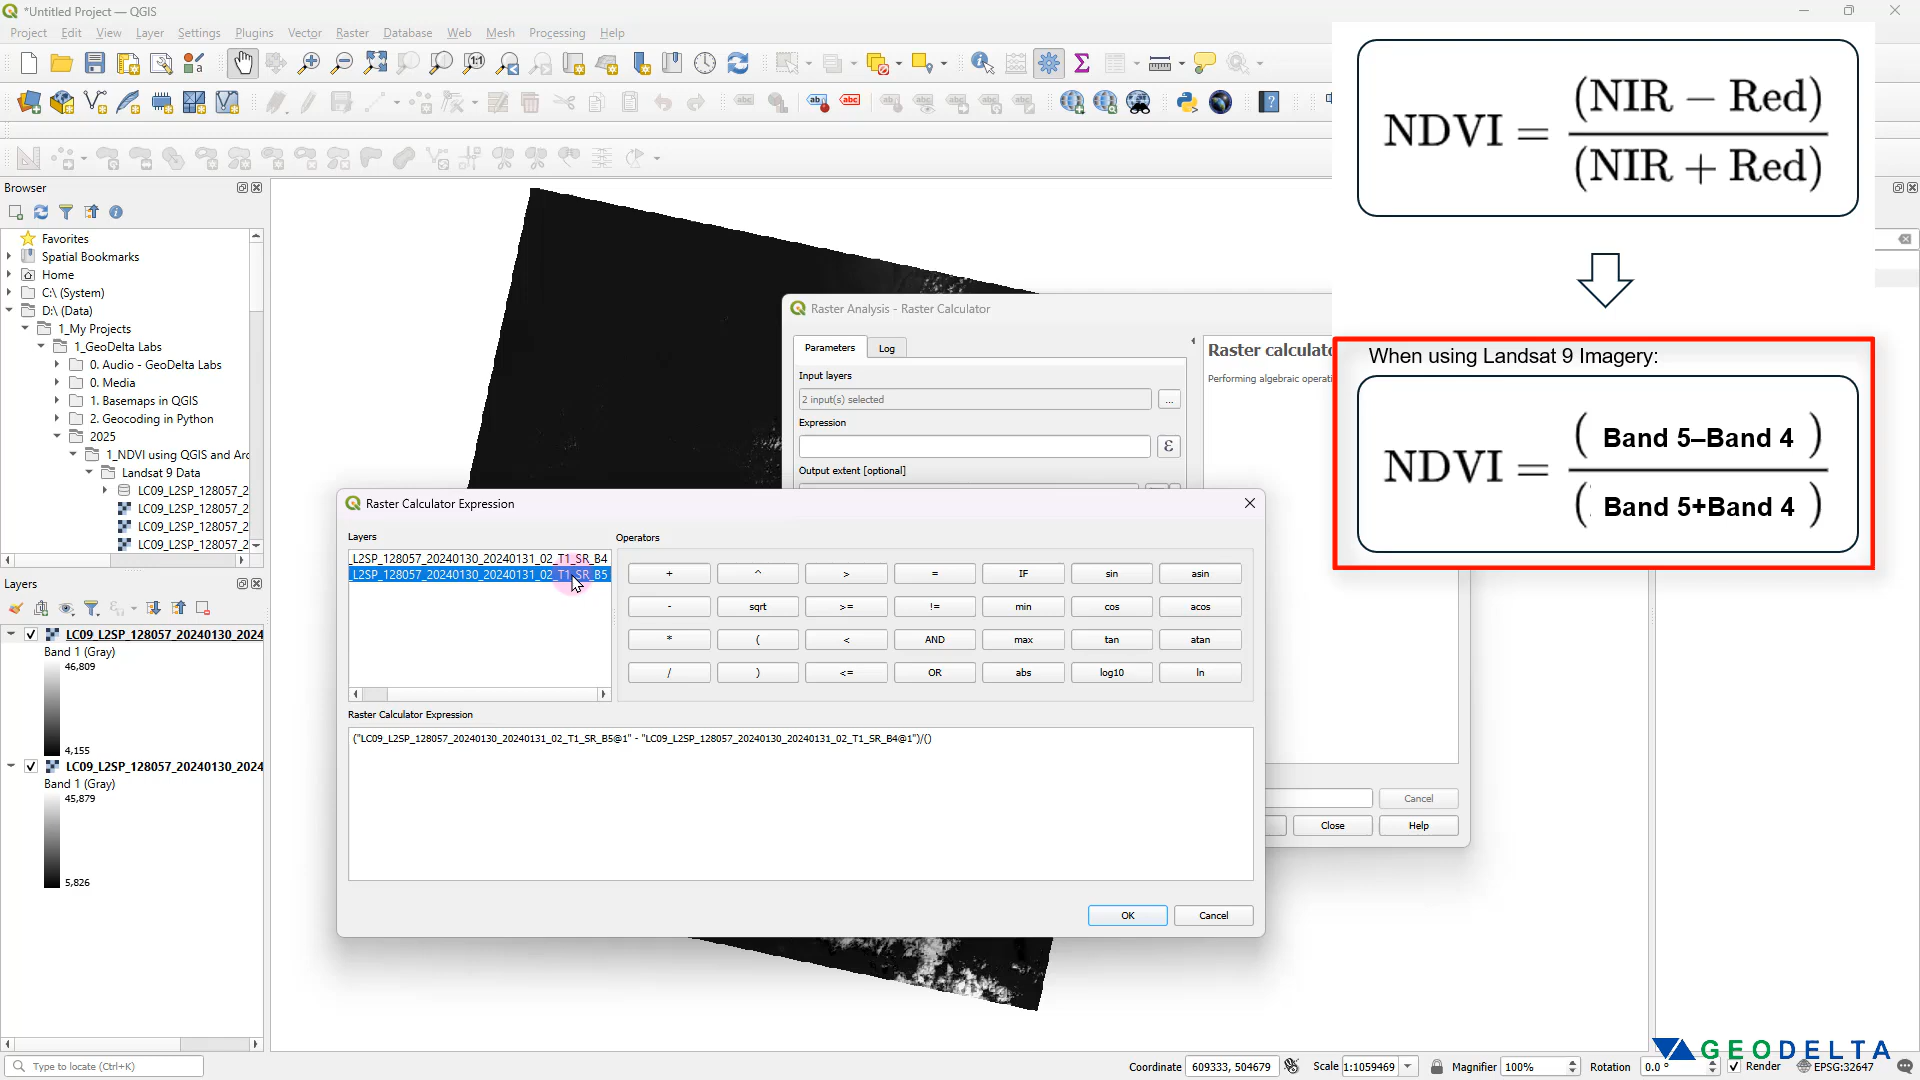 *Untitled Project — QGIS
Project Edit View Layer Settings Plugins Vector Raster Database Web Mesh Processing Help
NDVI = (NIR − Red) / (NIR + Red)
When using Landsat 9 Imagery:
NDVI = ( Band 5–Band 4 ) / ( Band 5+Band 4 )
Browser
Favorites
Spatial Bookmarks
Home
C:\ (System)
D:\ (Data)
1_My Projects
1_GeoDelta Labs
0. Audio - GeoDelta Labs
0. Media
1. Basemaps in QGIS
2. Geocoding in Python
2025
1_NDVI using QGIS and Arc
Landsat 9 Data
LC09_L2SP_128057_2
LC09_L2SP_128057_2
LC09_L2SP_128057_2
LC09_L2SP_128057_2
Layers
LC09_L2SP_128057_20240130_2024
Band 1 (Gray)
46,809
4,155
LC09_L2SP_128057_20240130_2024
Band 1 (Gray)
45,879
5,826
Raster Analysis - Raster Calculator
Parameters Log
Input layers
2 input(s) selected
...
Expression
ε
Output extent [optional]
Raster calculato
Performing algebraic operati
Cancel
Close Help
Raster Calculator Expression
Layers
_L2SP_128057_20240130_20240131_02_T1_SR_B4
_L2SP_128057_20240130_20240131_02_T1_SR_B5
Operators
+ ^ > = IF sin asin
- sqrt >= != min cos acos
* ( < AND max tan atan
/ ) <= OR abs log10 ln
Raster Calculator Expression
("LC09_L2SP_128057_20240130_20240131_02_T1_SR_B5@1" - "LC09_L2SP_128057_20240130_20240131_02_T1_SR_B4@1")/()
OK Cancel
GEODELTA
Type to locate (Ctrl+K)
Coordinate 609333, 504679 Scale 1:1059469 Magnifier 100% Rotation 0.0 ° Render EPSG:32647